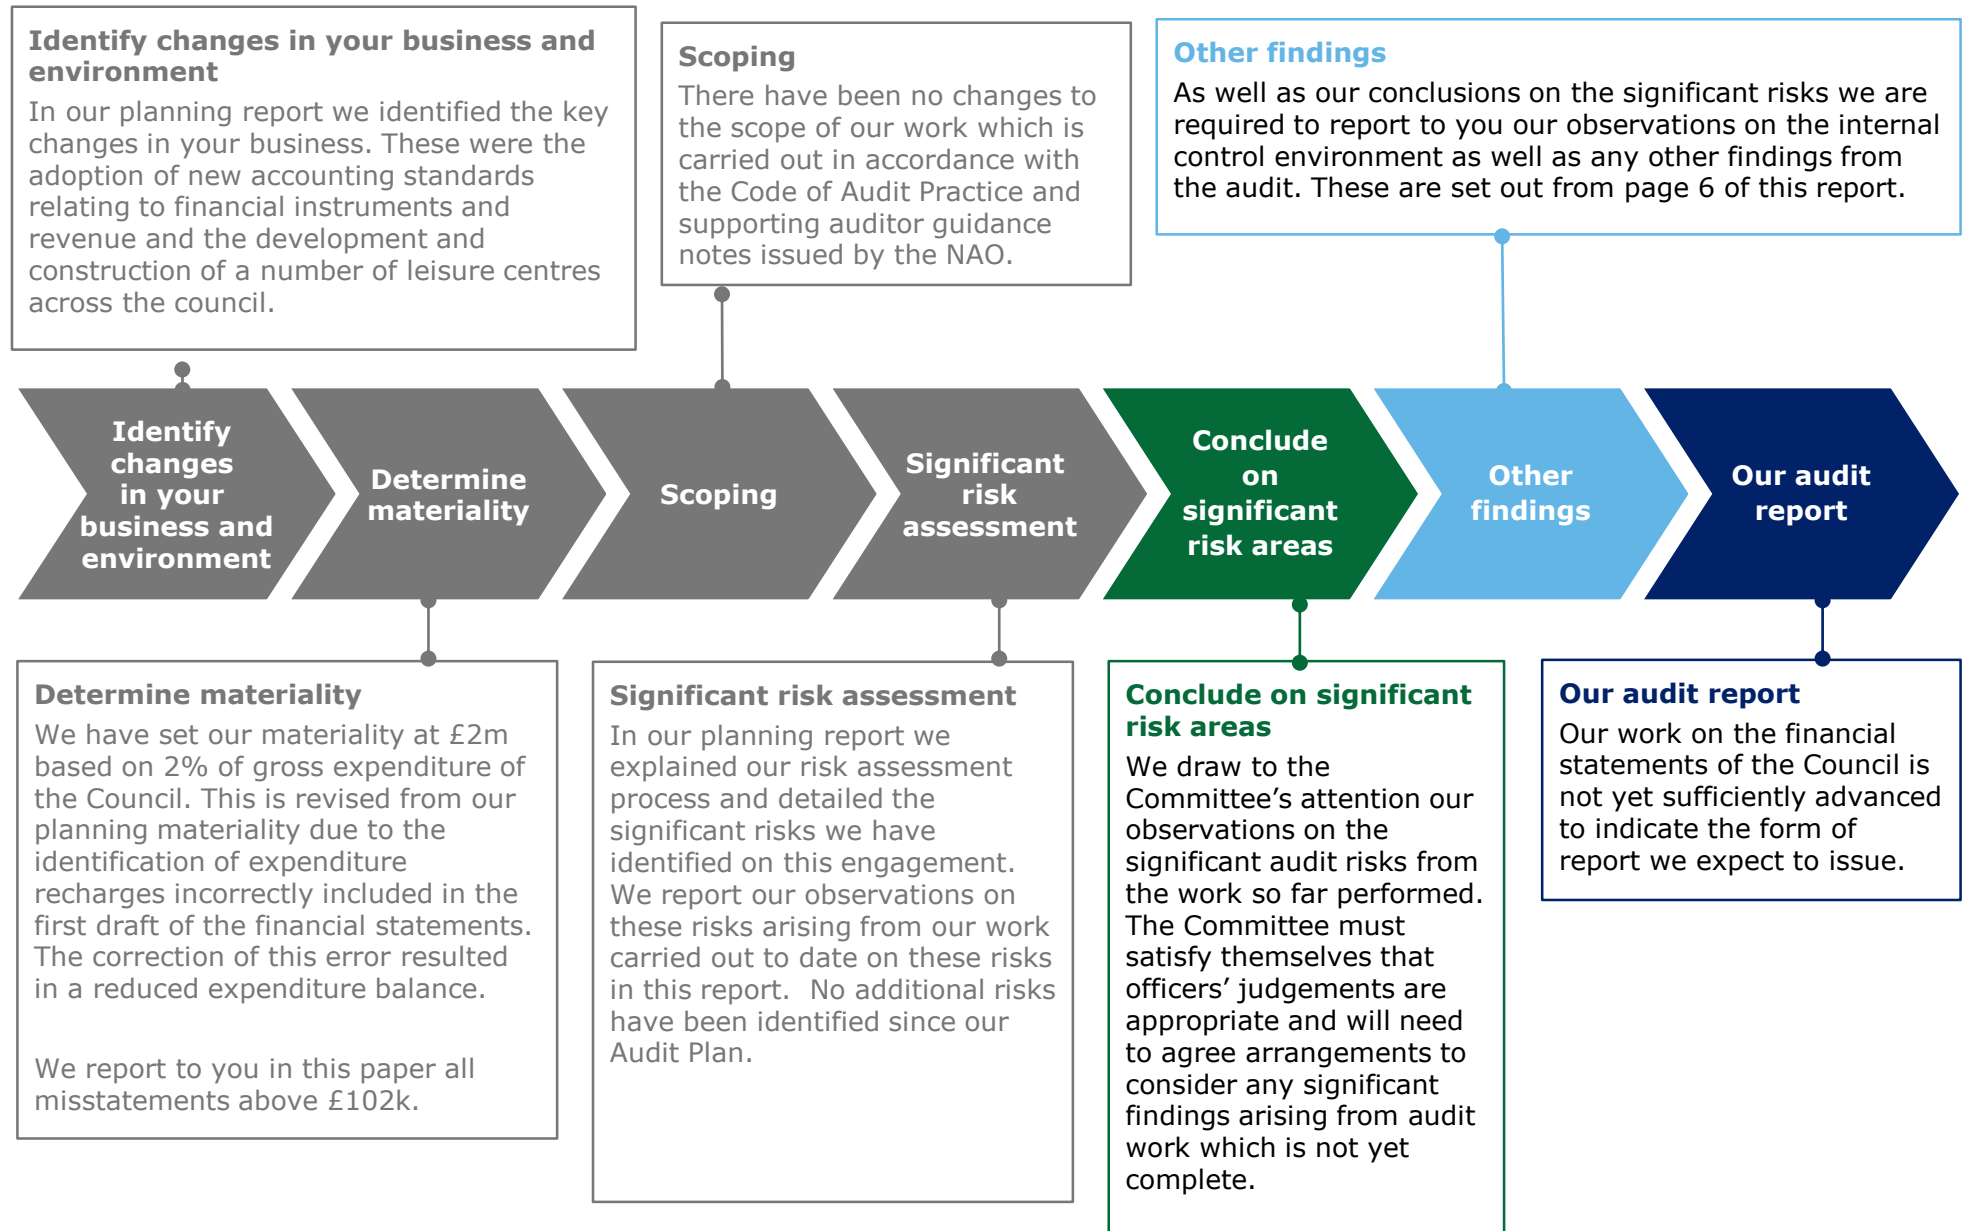 Identify changes in your business and
environment
In our planning report we identified the key
changes in your business. These were the
adoption of new accounting standards
relating to financial instruments and
revenue and the development and
construction of a number of leisure centres
across the council.
Scoping
There have been no changes to
the scope of our work which is
carried out in accordance with
the Code of Audit Practice and
supporting auditor guidance
notes issued by the NAO.
Other findings
As well as our conclusions on the significant risks we are
required to report to you our observations on the internal
control environment as well as any other findings from
the audit. These are set out from page 6 of this report.
Identify
changes
in your
business and
environment
Determine
materiality
Scoping
Significant
risk
assessment
Conclude
on
significant
risk areas
Other
findings
Our audit
report
Determine materiality
We have set our materiality at £2m
based on 2% of gross expenditure of
the Council. This is revised from our
planning materiality due to the
identification of expenditure
recharges incorrectly included in the
first draft of the financial statements.
The correction of this error resulted
in a reduced expenditure balance.
We report to you in this paper all
misstatements above £102k.
Significant risk assessment
In our planning report we
explained our risk assessment
process and detailed the
significant risks we have
identified on this engagement.
We report our observations on
these risks arising from our work
carried out to date on these risks
in this report.  No additional risks
have been identified since our
Audit Plan.
Conclude on significant
risk areas
We draw to the
Committee’s attention our
observations on the
significant audit risks from
the work so far performed.
The Committee must
satisfy themselves that
officers’ judgements are
appropriate and will need
to agree arrangements to
consider any significant
findings arising from audit
work which is not yet
complete.
Our audit report
Our work on the financial
statements of the Council is
not yet sufficiently advanced
to indicate the form of
report we expect to issue.